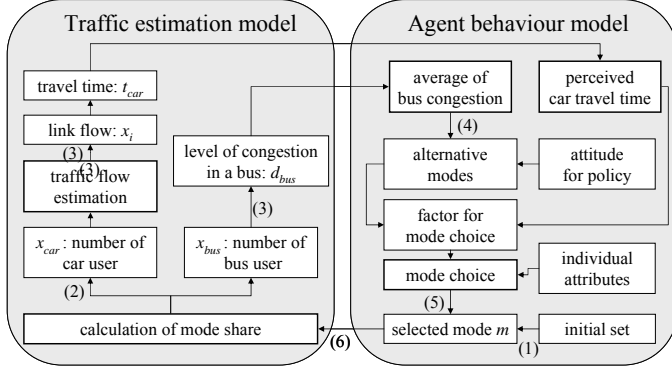 Traffic estimation model
travel time: t_car
link flow: x_i
(3)
(3)
traffic flow
estimation
x_car : number of
car user
(2)
level of congestion
in a bus: d_bus
(3)
x_bus: number of
bus user
calculation of mode share
(6)
Agent behaviour model
average of
bus congestion
perceived
car travel time
(4)
alternative
modes
attitude
for policy
factor for
mode choice
mode choice
individual
attributes
(5)
selected mode m
initial set
(1)